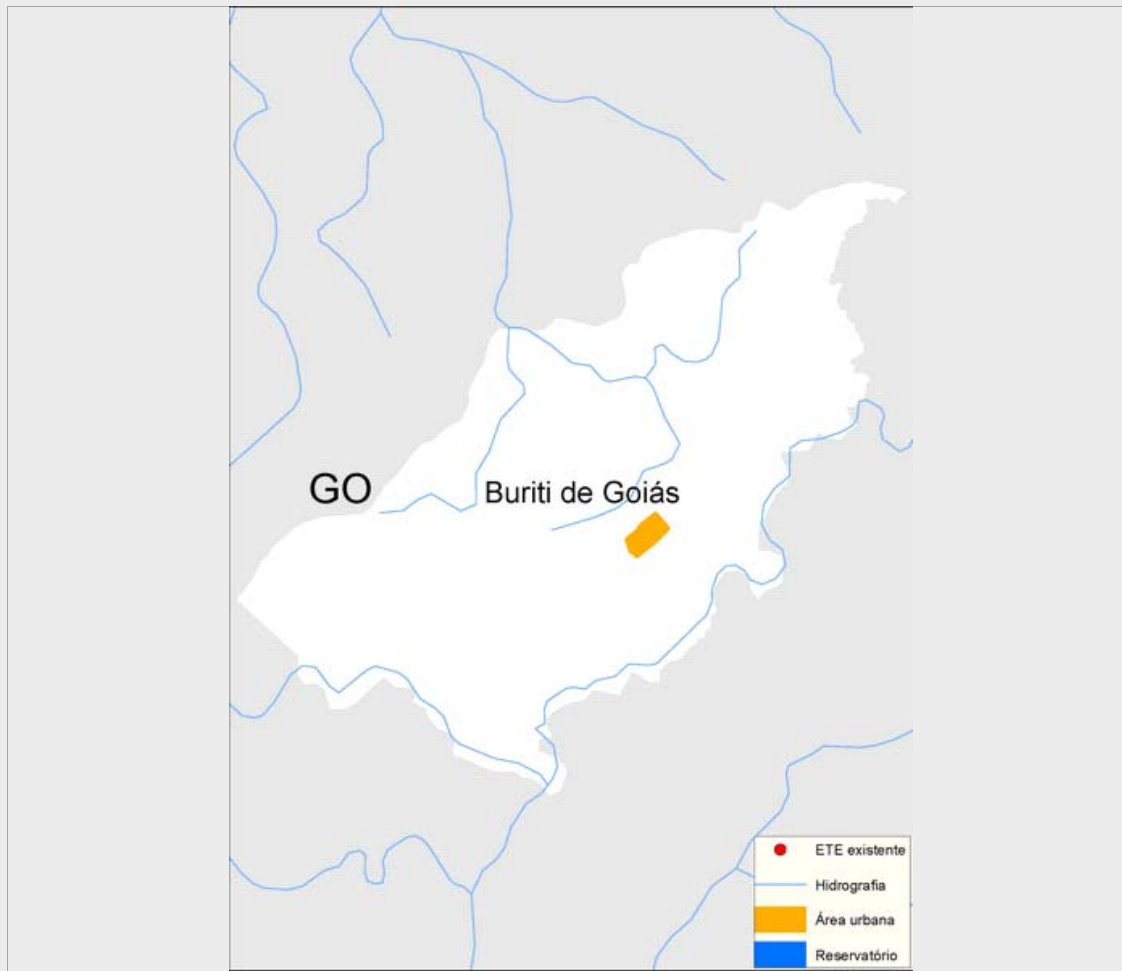 GO
Buriti de Goiás
ETE existente
Hidrografia
Área urbana
Reservatório